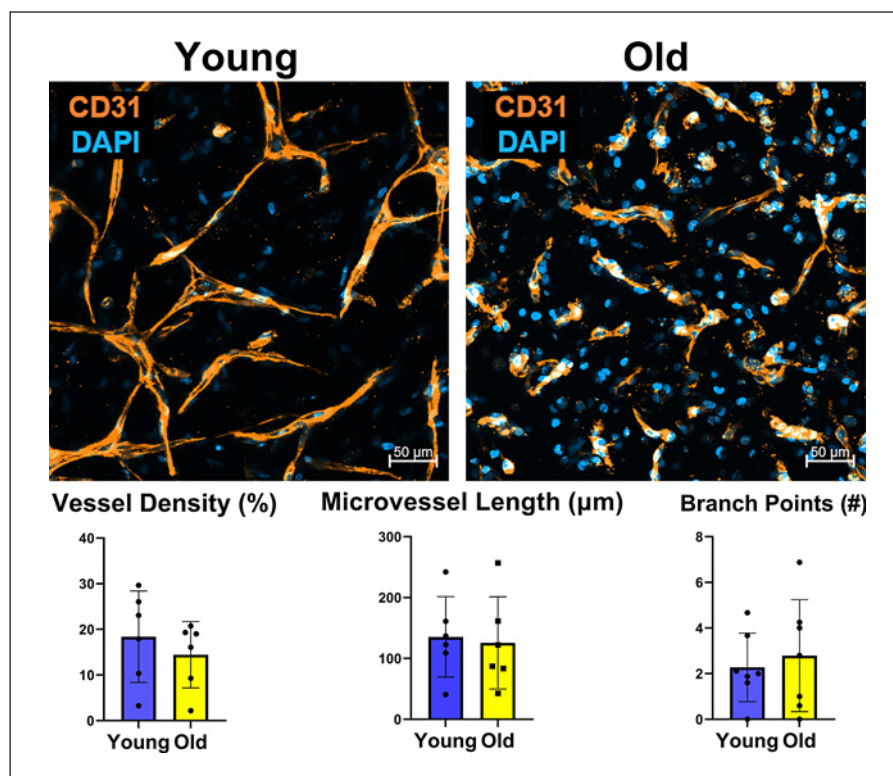 Young Old
CD31 CD31
DAPI DAPI
50 µm 50 µm
Vessel Density (%) Microvessel Length (µm) Branch Points (#)
40 300 8
30 200 6
20 100 4
10 0 2
0 0
Young Old Young Old Young Old